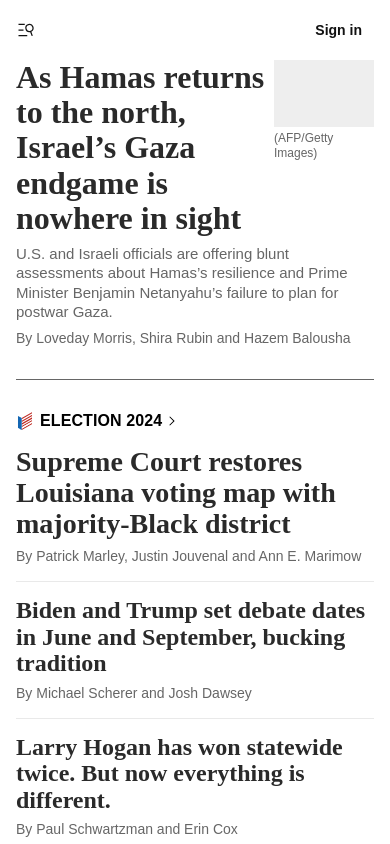 Sign in
As Hamas returns
to the north,
Israel’s Gaza
endgame is
nowhere in sight
(AFP/Getty
Images)
U.S. and Israeli officials are offering blunt
assessments about Hamas’s resilience and Prime
Minister Benjamin Netanyahu’s failure to plan for
postwar Gaza.
By Loveday Morris, Shira Rubin and Hazem Balousha
ELECTION 2024
Supreme Court restores
Louisiana voting map with
majority-Black district
By Patrick Marley, Justin Jouvenal and Ann E. Marimow
Biden and Trump set debate dates
in June and September, bucking
tradition
By Michael Scherer and Josh Dawsey
Larry Hogan has won statewide
twice. But now everything is
different.
By Paul Schwartzman and Erin Cox